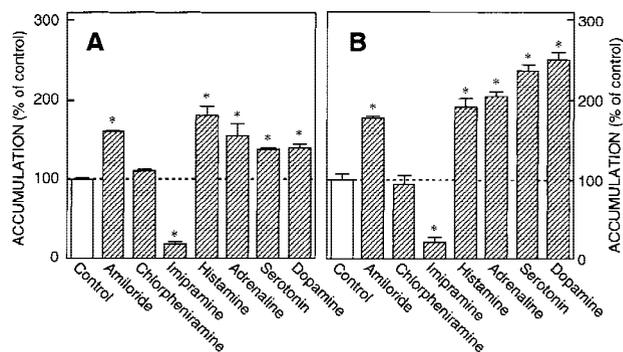 ACCUMULATION (% of control)
300
200
100
0
A
*
*
*
*
*
*
Control
Amiloride
Chlorpheniramine
Imipramine
Histamine
Adrenaline
Serotonin
Dopamine
B
*
*
*
*
*
*
Control
Amiloride
Chlorpheniramine
Imipramine
Histamine
Adrenaline
Serotonin
Dopamine
300
200
100
0
ACCUMULATION (% of control)